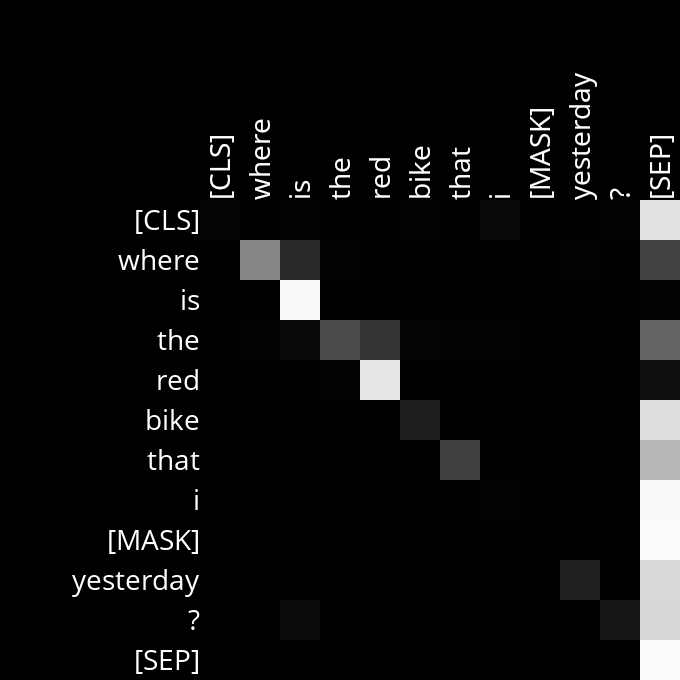 [CLS]
where
is
the
red
bike
that
i
[MASK]
yesterday
?
[SEP]
[CLS]
where
is
the
red
bike
that
i
[MASK]
yesterday
?
[SEP]